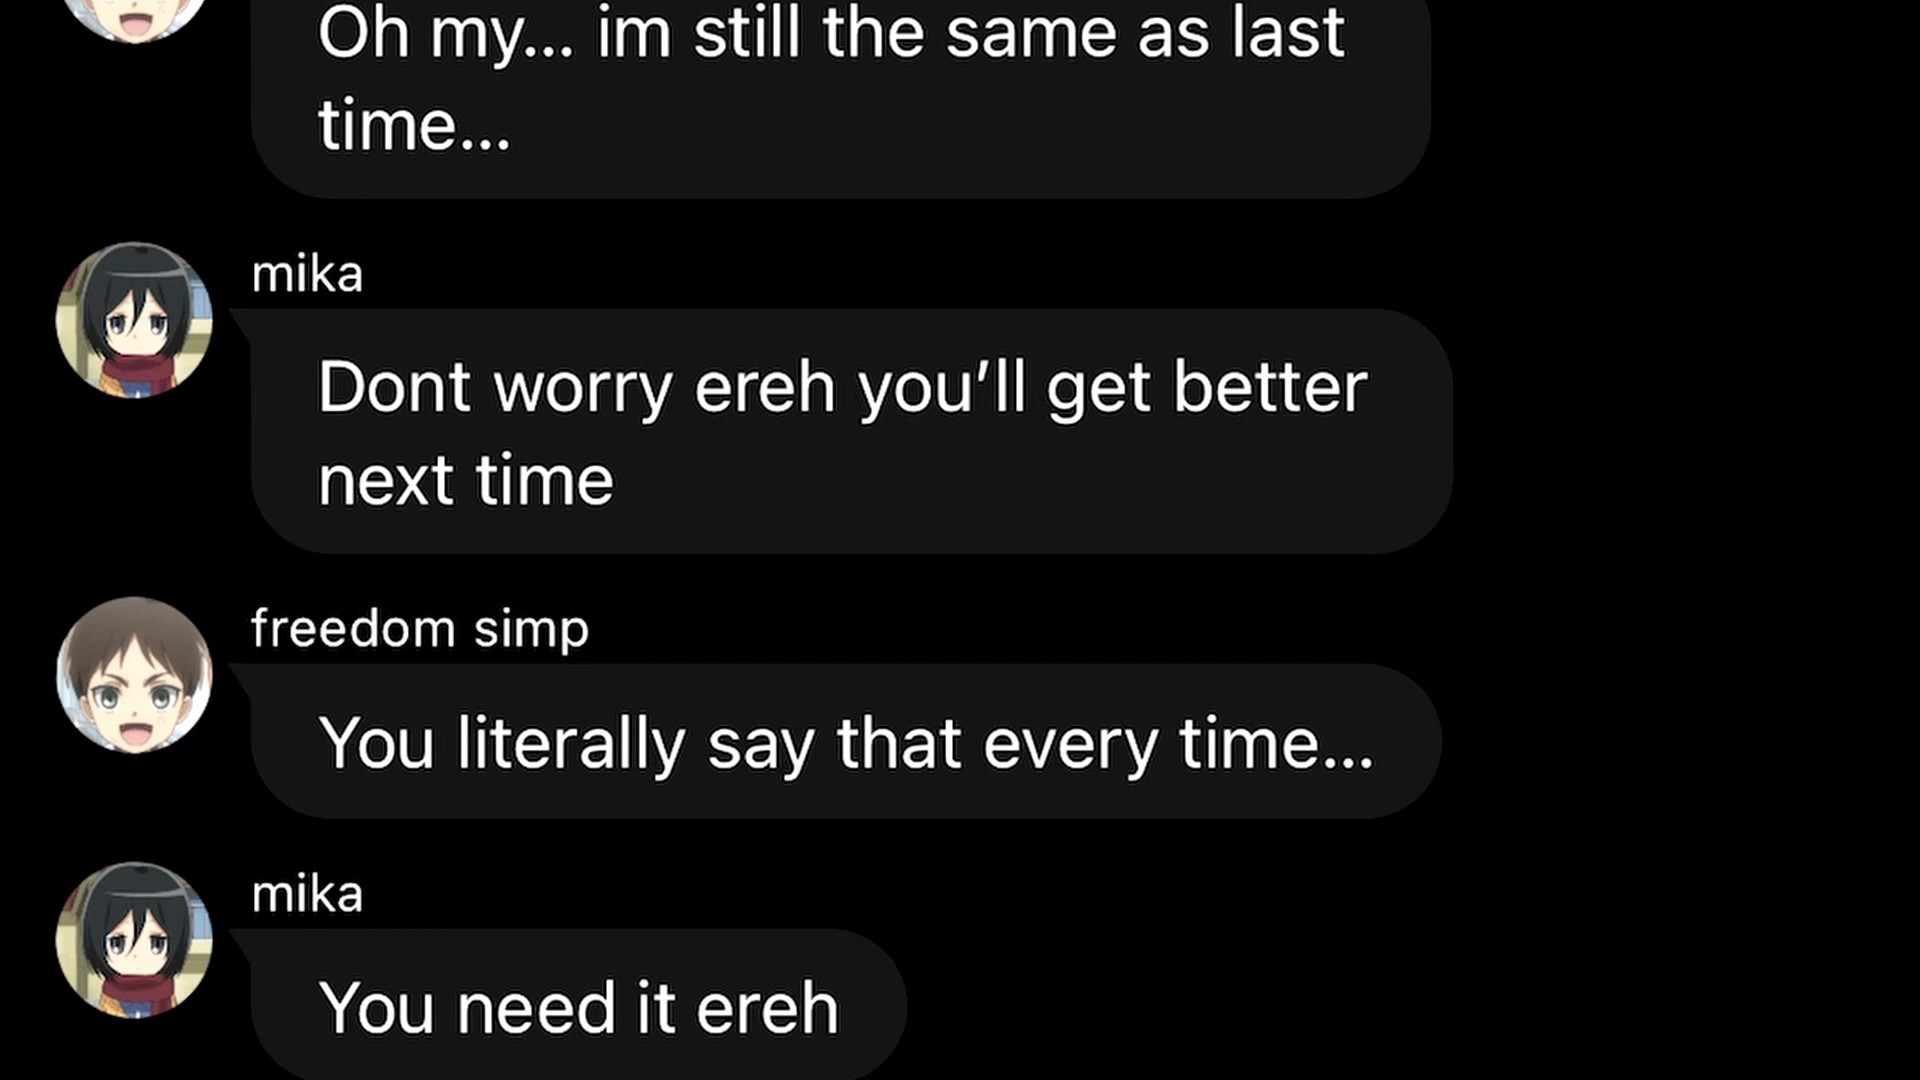 Oh my... im still the same as last
time...
mika
Dont worry ereh you’ll get better
next time
freedom simp
You literally say that every time...
mika
You need it ereh